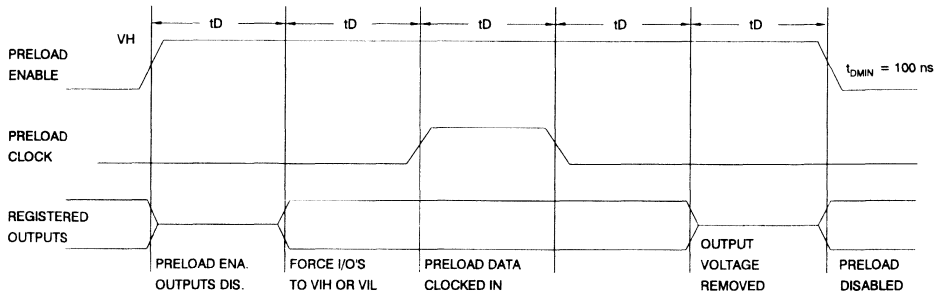 tD tD tD tD tD
VH
PRELOAD
ENABLE
t_DMIN = 100 ns
PRELOAD
CLOCK
REGISTERED
OUTPUTS
PRELOAD ENA.
OUTPUTS DIS.
FORCE I/O'S
TO VIH OR VIL
PRELOAD DATA
CLOCKED IN
OUTPUT
VOLTAGE
REMOVED
PRELOAD
DISABLED